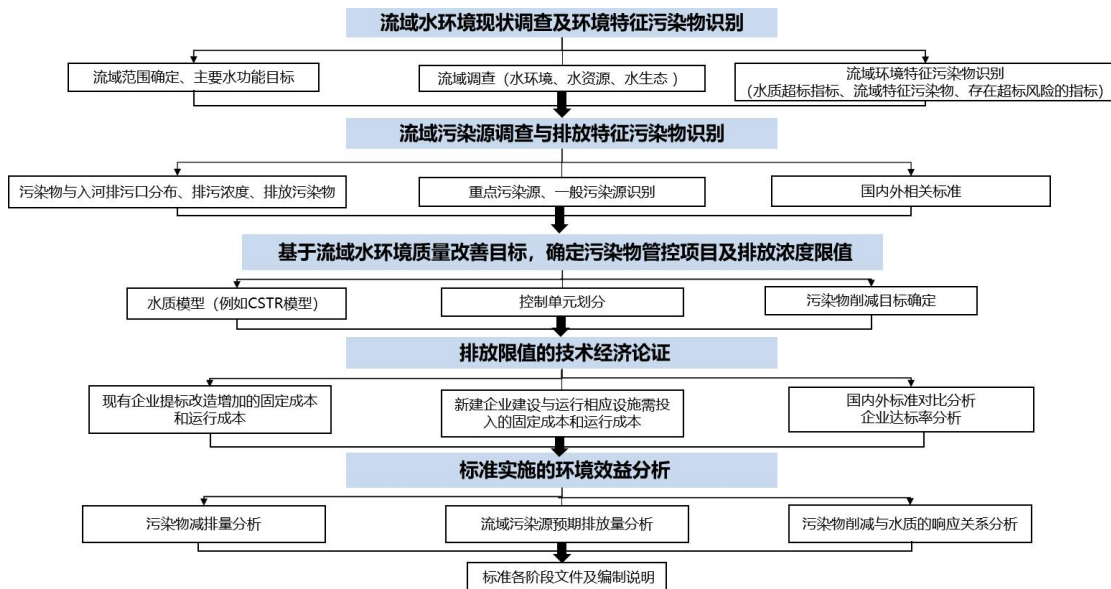 流域水环境现状调查及环境特征污染物识别
流域范围确定、主要水功能目标
流域调查（水环境、水资源、水生态 ）
流域环境特征污染物识别
（水质超标指标、流域特征污染物、存在超标风险的指标）
流域污染源调查与排放特征污染物识别
污染物与入河排污口分布、排污浓度、排放污染物
重点污染源、一般污染源识别
国内外相关标准
基于流域水环境质量改善目标，确定污染物管控项目及排放浓度限值
水质模型（例如CSTR模型）
控制单元划分
污染物削减目标确定
排放限值的技术经济论证
现有企业提标改造增加的固定成本
和运行成本
新建企业建设与运行相应设施需投
入的固定成本和运行成本
国内外标准对比分析
企业达标率分析
标准实施的环境效益分析
污染物减排量分析
流域污染源预期排放量分析
污染物削减与水质的响应关系分析
标准各阶段文件及编制说明